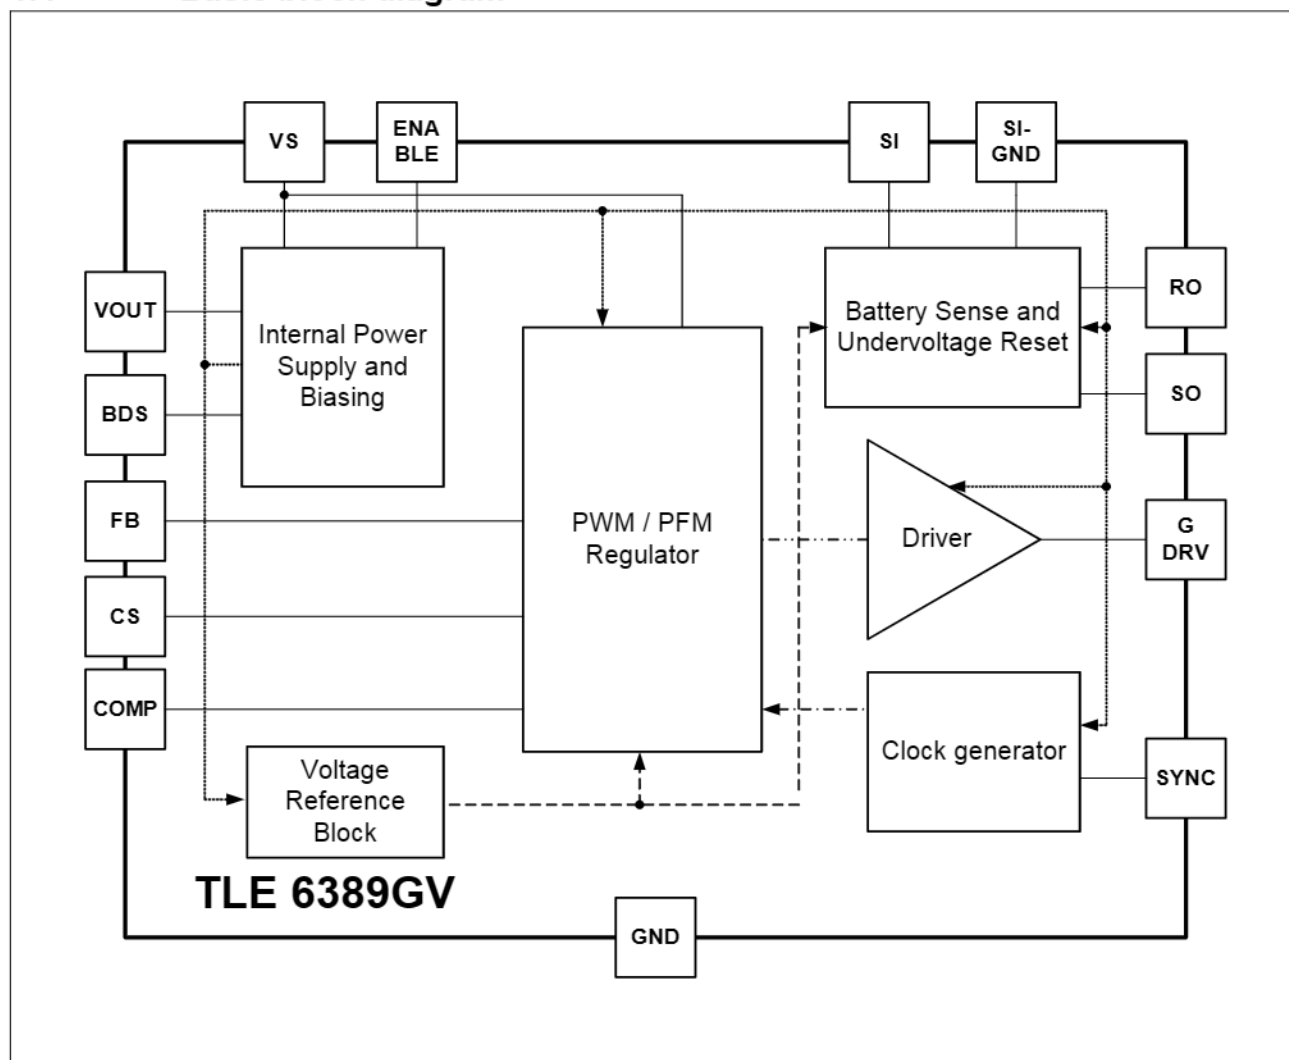 VS
ENA
BLE
SI
SI-
GND
VOUT
BDS
FB
CS
COMP
Internal Power
Supply and
Biasing
PWM / PFM
Regulator
Battery Sense and
Undervoltage Reset
RO
SO
Driver
G
DRV
Clock generator
SYNC
Voltage
Reference
Block
TLE 6389GV
GND